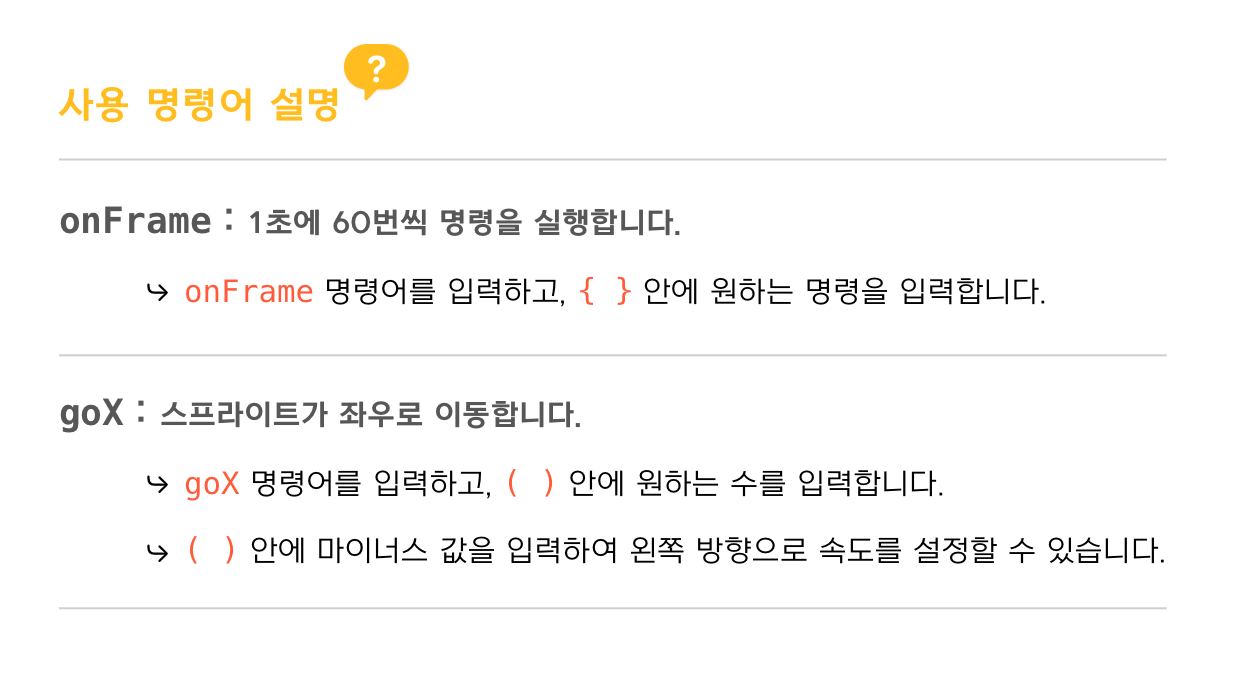 사용 명령어 설명 ?
onFrame : 1초에 60번씩 명령을 실행합니다.
↪ onFrame 명령어를 입력하고, { } 안에 원하는 명령을 입력합니다.
goX : 스프라이트가 좌우로 이동합니다.
↪ goX 명령어를 입력하고, ( ) 안에 원하는 수를 입력합니다.
↪ ( ) 안에 마이너스 값을 입력하여 왼쪽 방향으로 속도를 설정할 수 있습니다.